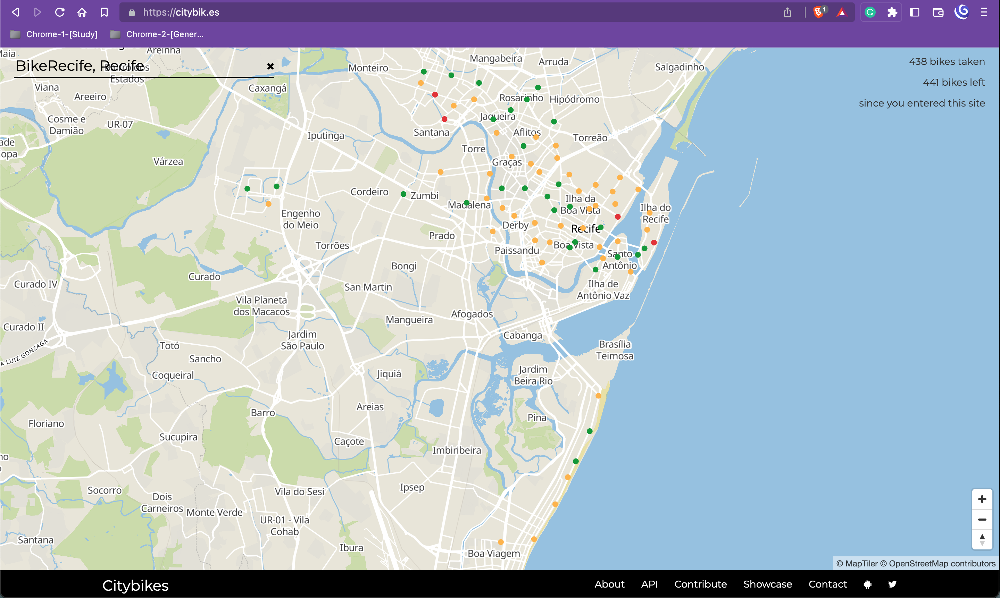 https://citybik.es
1
Chrome-1-[Study]
Chrome-2-[Gener...
BikeRecife, Recife
438 bikes taken
441 bikes left
since you entered this site
Areinha
Estados
Monteiro
Mangabeira
Arruda
Salgadinho
Viana
Areeiro
Caxangá
Rosarinho
Hipódromo
Cosme e
Damião
UR-07
Jaqueira
Santana
Aflitos
Iputinga
Torreão
Torre
Várzea
Graças
Cordeiro
Zumbi
Madalena
Ilha da
Boa Vista
Ilha do
Recife
Engenho
do Meio
Derby
Recife
Prado
Torrões
Boa Vista
Paissandu
Santo
Antônio
Bongi
Curado
Curado IV
San Martin
Ilha de
Antônio Vaz
Vila Planeta
dos Macacos
Afogados
Mangueira
Curado II
Jardim
São Paulo
Cabanga
A LUIZ GONZAGA
Totó
Brasília
Teimosa
Sancho
Coqueiral
Jiquiá
Jardim
Beira Rio
Areias
Barro
Pina
Floriano
Sucupira
Caçote
Imbiribeira
Socorro
Vila do Sesi
Ipsep
Dois
Carneiros
Monte Verde
UR-01 - Vila
Cohab
Santana
Ibura
Boa Viagem
© MapTiler © OpenStreetMap contributors
Citybikes
About
API
Contribute
Showcase
Contact